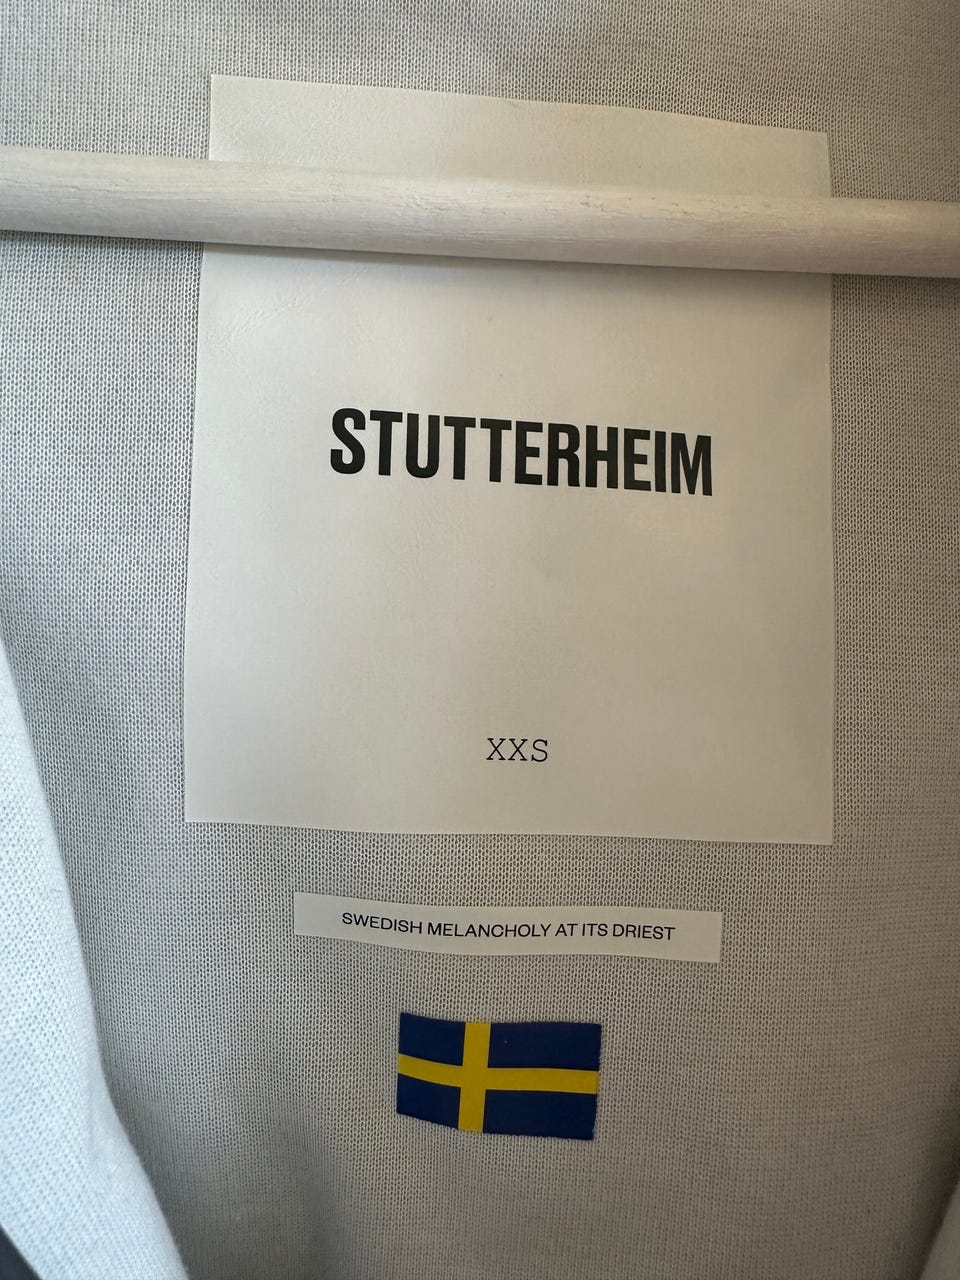 STUTTERHEIM
XXS
SWEDISH MELANCHOLY AT ITS DRIEST